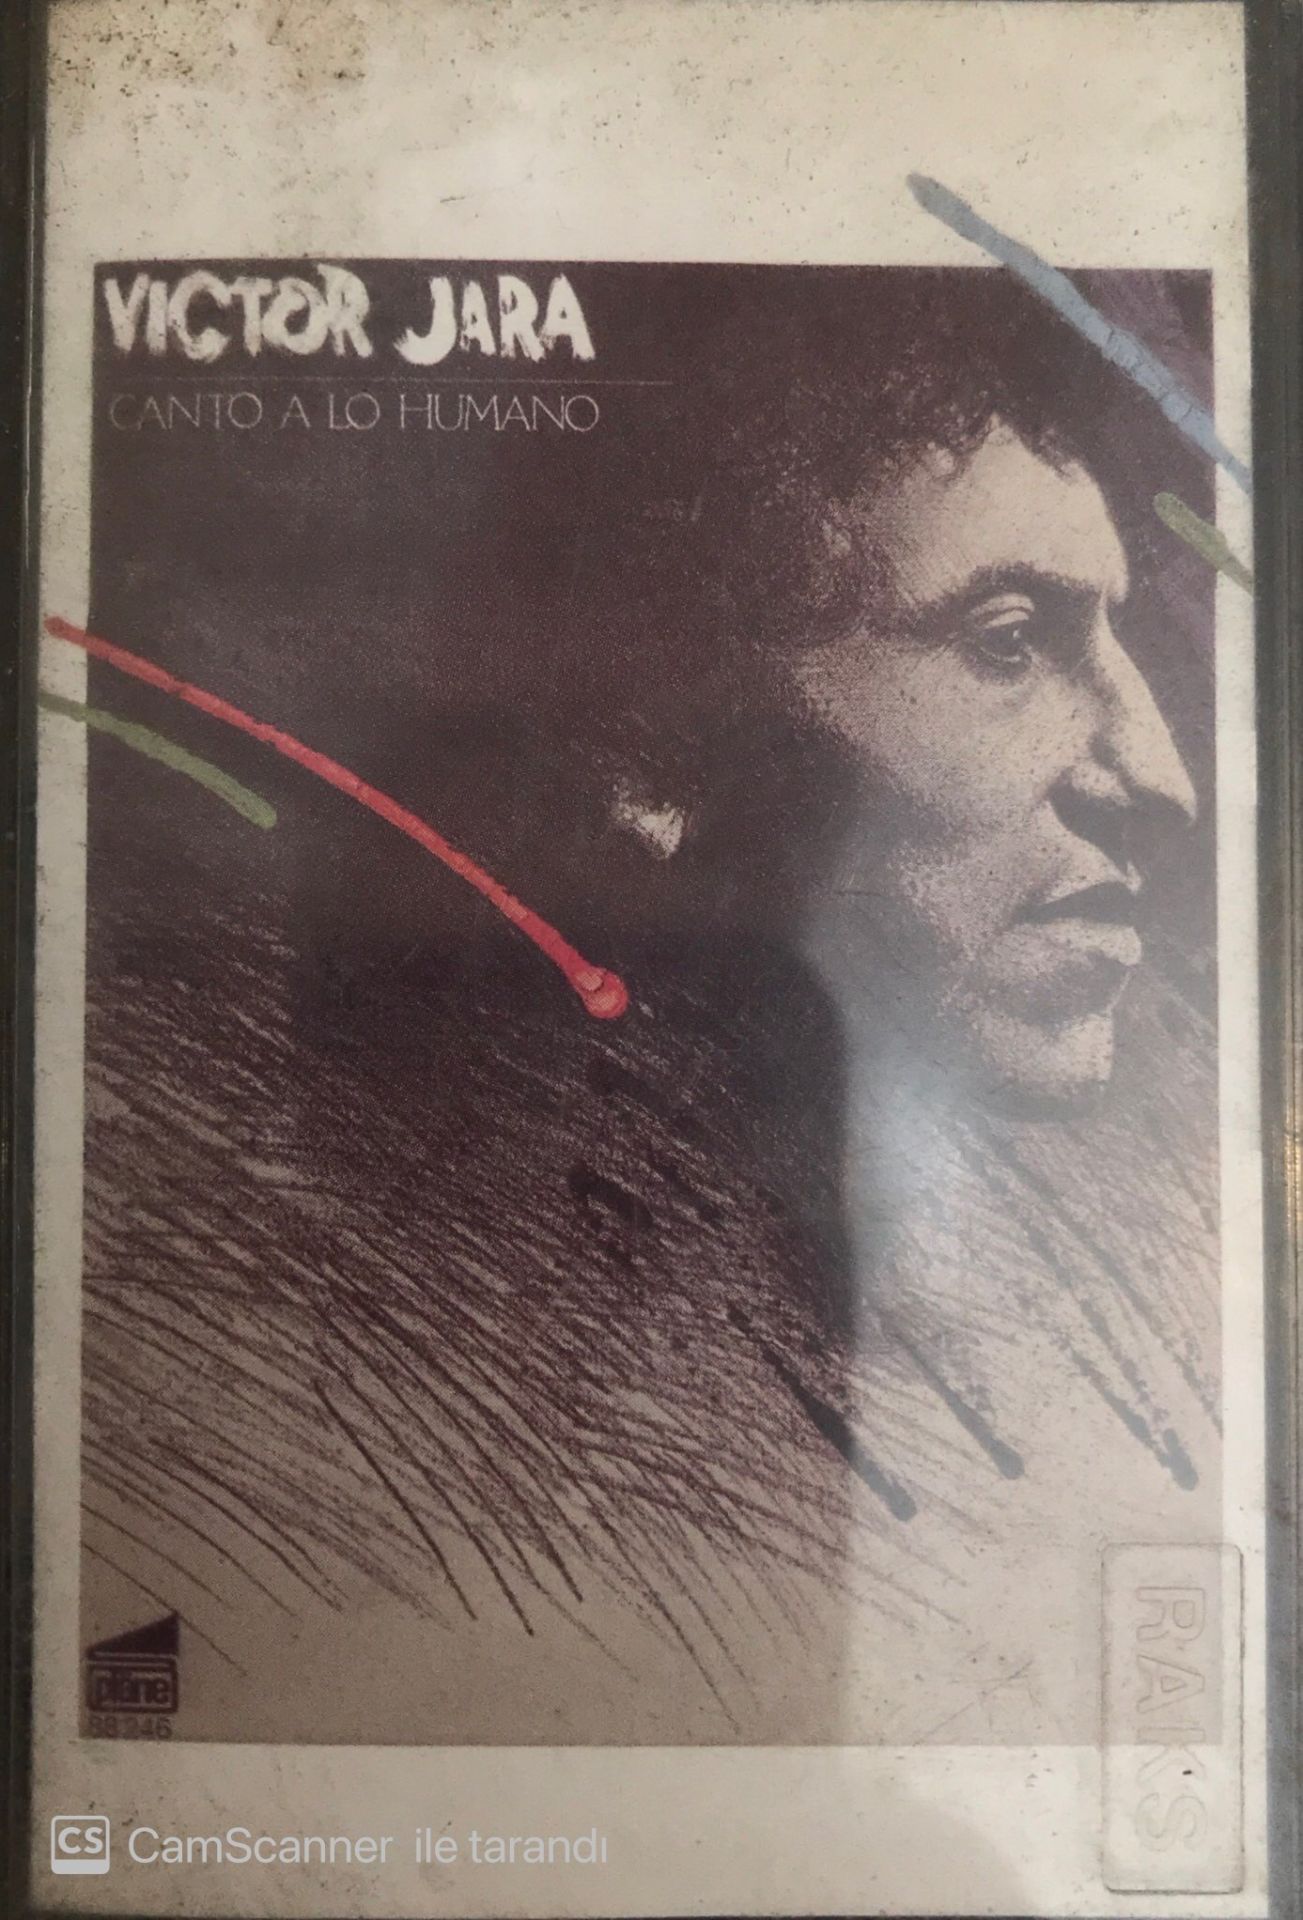 VICTOR JARA
CANTO A LO HUMANO
pläne
88 246
RAKS
CS CamScanner ile tarandı